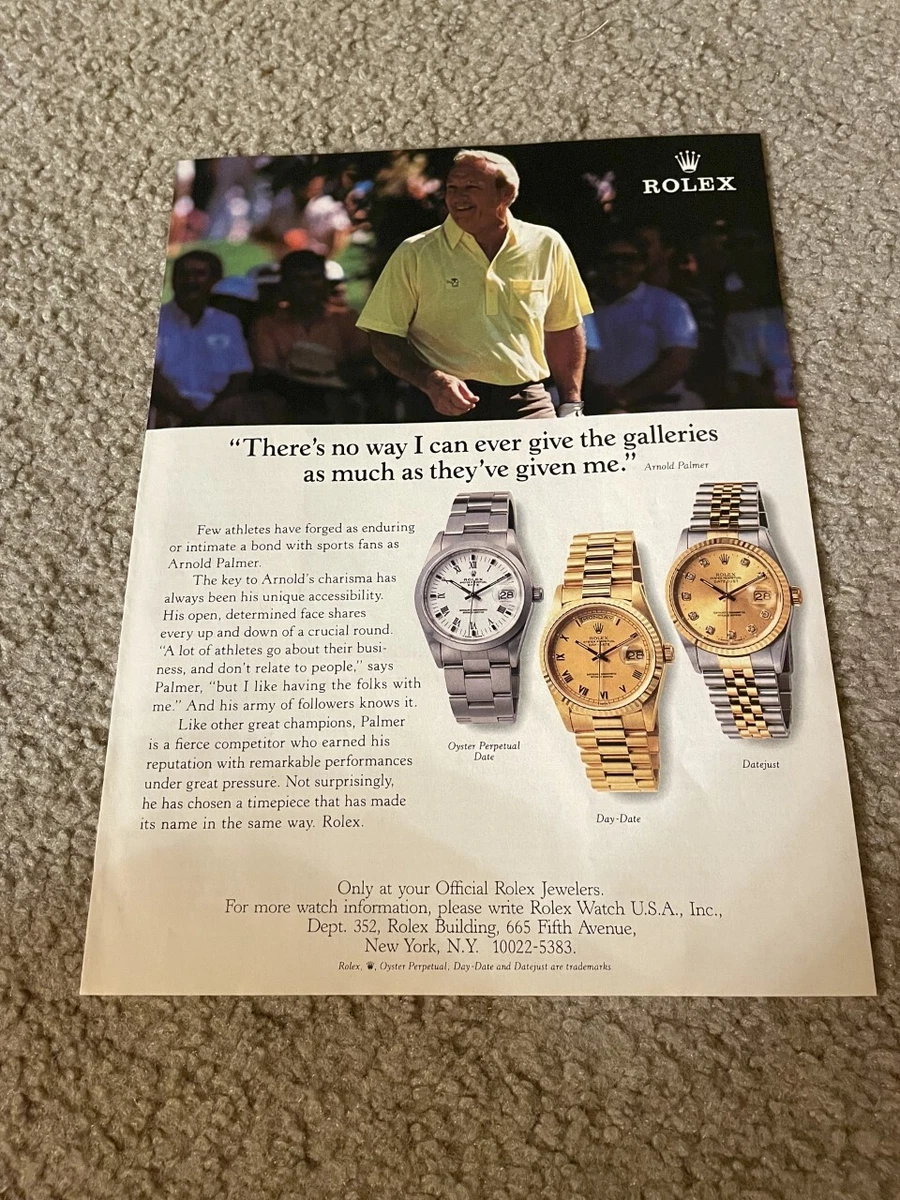 ROLEX
“There's no way I can ever give the galleries
as much as they've given me.” Arnold Palmer
Few athletes have forged as enduring
or intimate a bond with sports fans as
Arnold Palmer.
The key to Arnold's charisma has
always been his unique accessibility.
His open, determined face shares
every up and down of a crucial round.
“A lot of athletes go about their busi-
ness, and don't relate to people,” says
Palmer, “but I like having the folks with
me.” And his army of followers knows it.
Like other great champions, Palmer
is a fierce competitor who earned his
reputation with remarkable performances
under great pressure. Not surprisingly,
he has chosen a timepiece that has made
its name in the same way. Rolex.
ROLEX
28
Oyster Perpetual
Date
ROLEX
28
Day-Date
ROLEX
DATEJUST
28
Datejust
Only at your Official Rolex Jewelers.
For more watch information, please write Rolex Watch U.S.A., Inc.,
Dept. 352, Rolex Building, 665 Fifth Avenue,
New York, N.Y. 10022-5383.
Rolex, , Oyster Perpetual, Day-Date and Datejust are trademarks.